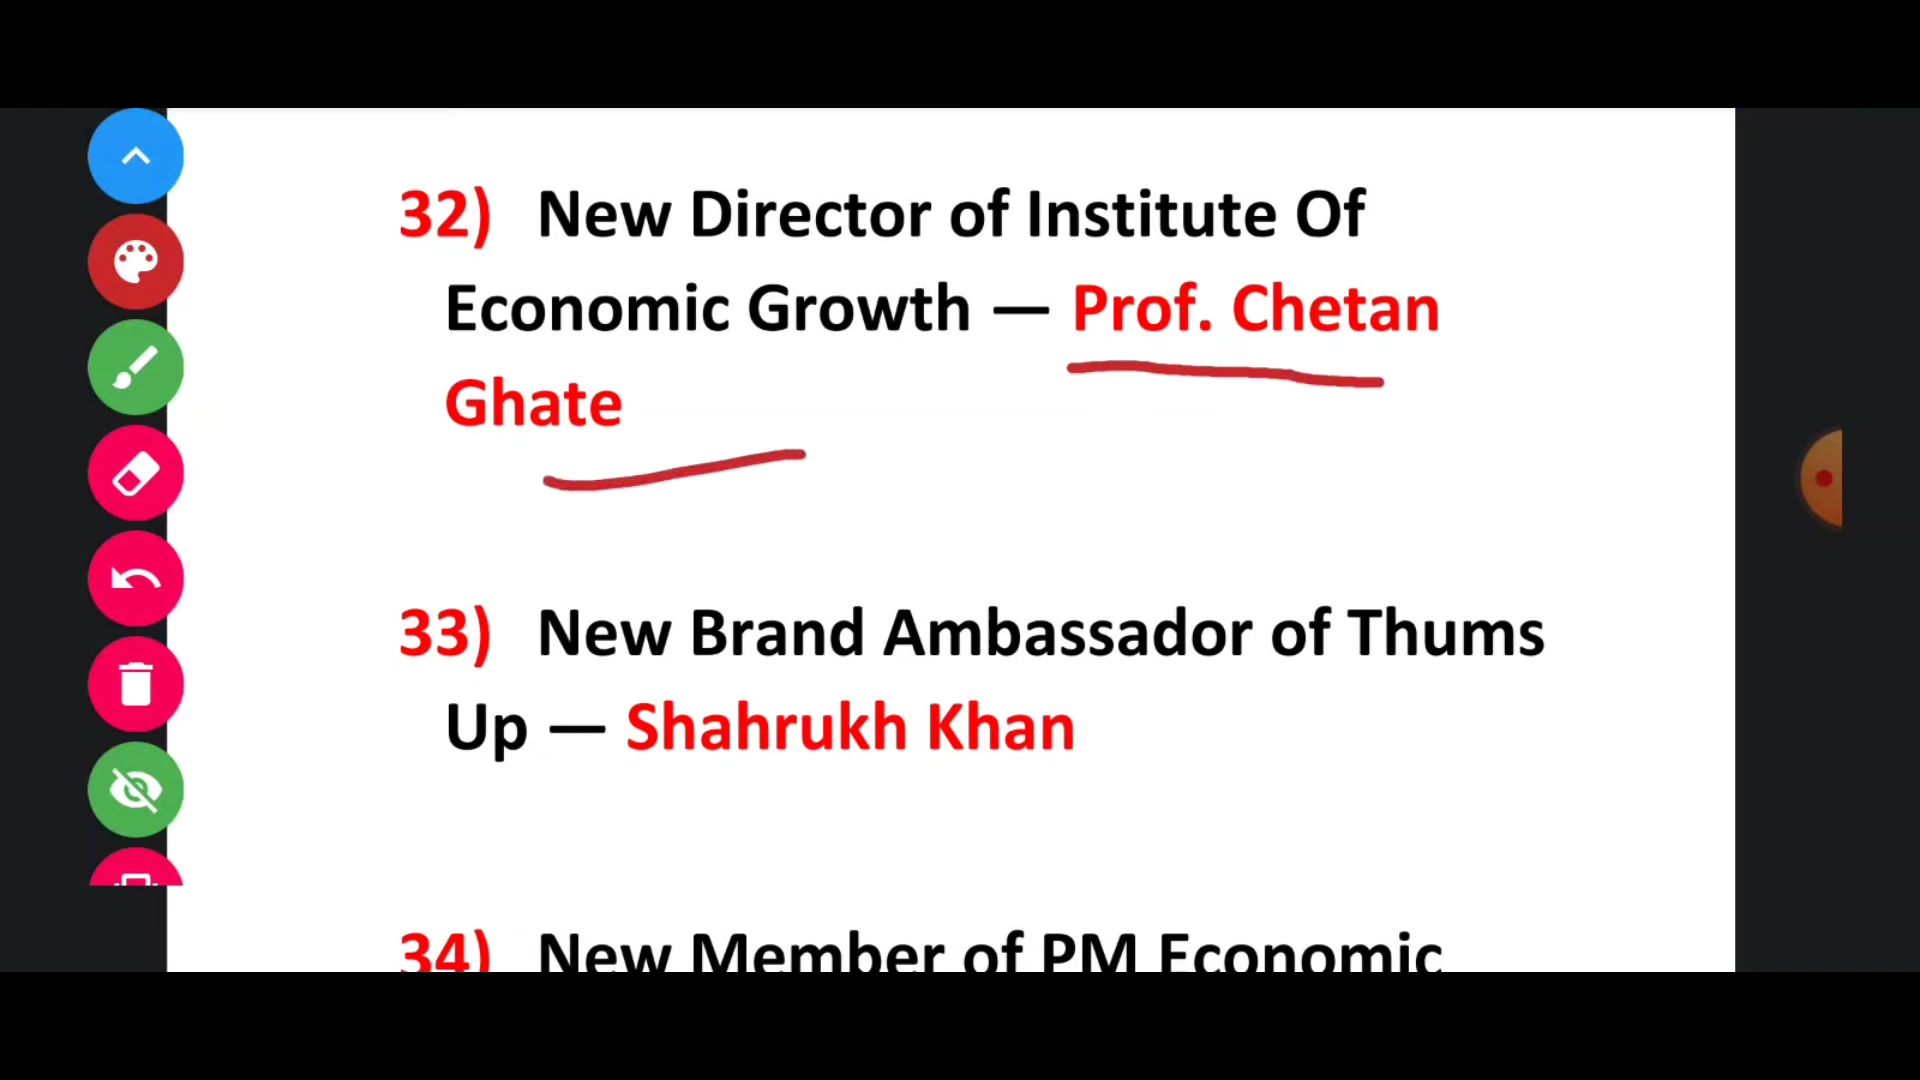 32) New Director of Institute Of
Economic Growth — Prof. Chetan
Ghate
33) New Brand Ambassador of Thums
Up — Shahrukh Khan
34) New Member of PM Economic